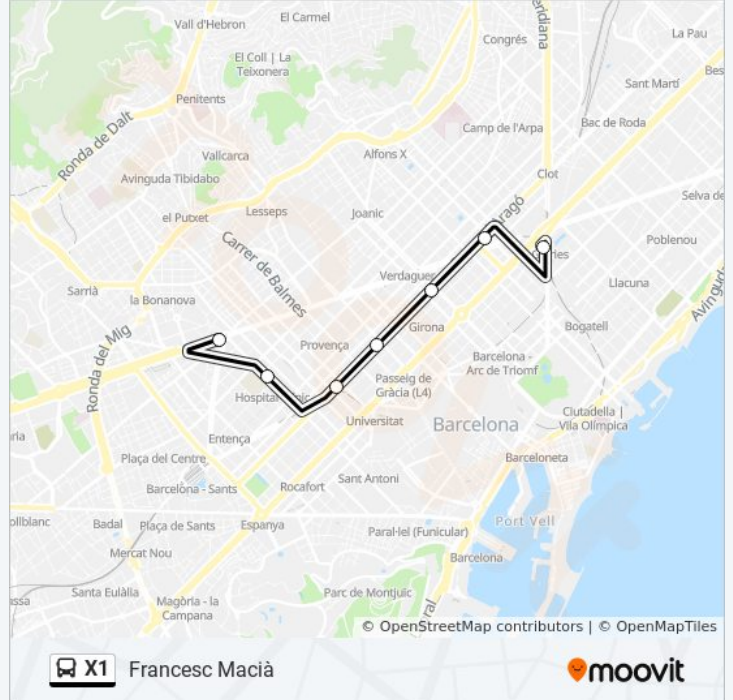 Vall d'Hebron
El Carmel
Congrés
La Pau
El Coll | La
Teixonera
Sant Martí
Penitents
Ronda de Dalt
Bac de Roda
Camp de l'Arpa
Vallcarca
Alfons X
Avinguda Tibidabo
Clot
el Putxet
Lesseps
Joanic
Aragó
Carrer de Balmes
Poblenou
Verdaguer
Sarrià
la Bonanova
Llacuna
Avinguda
Ronda del Mig
Provença
Girona
Bogatell
Barcelona -
Arc de Triomf
Passeig de
Gràcia (L4)
Universitat
Barcelona
Ciutadella |
Vila Olímpica
Entença
Plaça del Centre
Barceloneta
Sant Antoni
Barcelona - Sants
Rocafort
Port Vell
Badal
Plaça de Sants
Espanya
Paral·lel (Funicular)
Mercat Nou
Barcelona
Santa Eulàlia
Magòria - la
Campana
Parc de Montjuïc
© OpenStreetMap contributors | © OpenMapTiles
X1
Francesc Macià
moovit